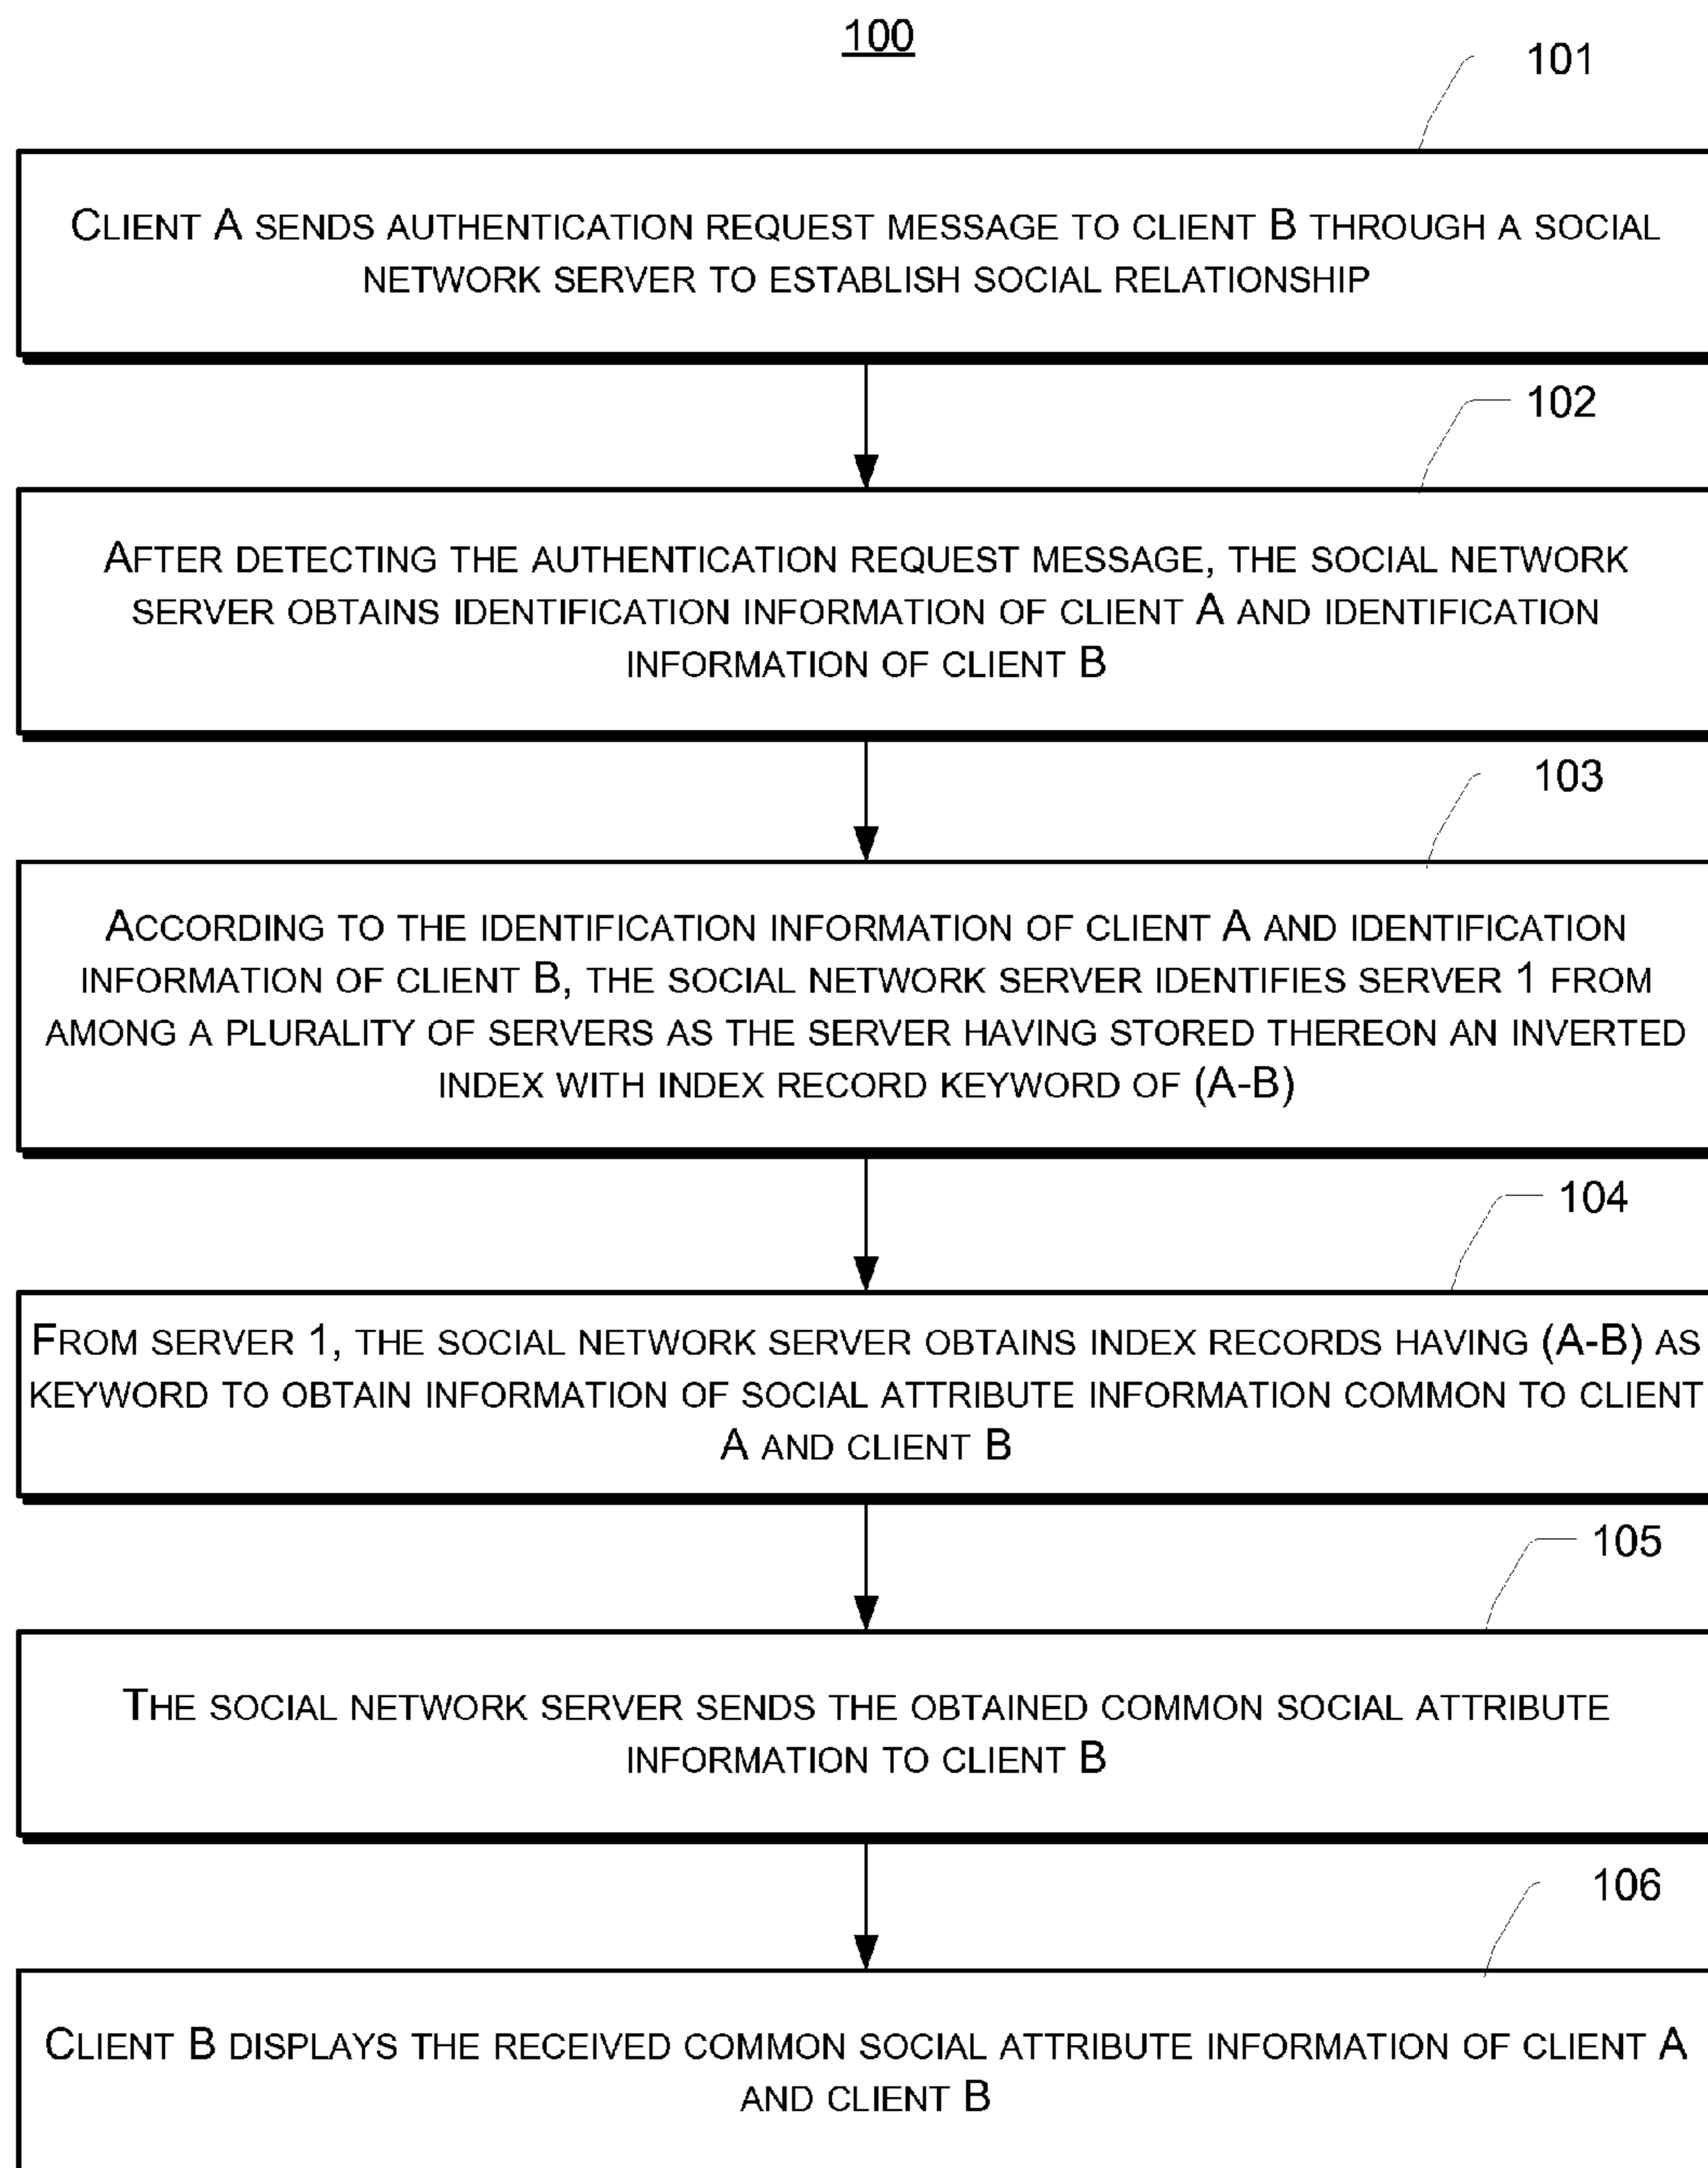 100
101
CLIENT A SENDS AUTHENTICATION REQUEST MESSAGE TO CLIENT B THROUGH A SOCIAL
NETWORK SERVER TO ESTABLISH SOCIAL RELATIONSHIP
102
AFTER DETECTING THE AUTHENTICATION REQUEST MESSAGE, THE SOCIAL NETWORK
SERVER OBTAINS IDENTIFICATION INFORMATION OF CLIENT A AND IDENTIFICATION
INFORMATION OF CLIENT B
103
ACCORDING TO THE IDENTIFICATION INFORMATION OF CLIENT A AND IDENTIFICATION
INFORMATION OF CLIENT B, THE SOCIAL NETWORK SERVER IDENTIFIES SERVER 1 FROM
AMONG A PLURALITY OF SERVERS AS THE SERVER HAVING STORED THEREON AN INVERTED
INDEX WITH INDEX RECORD KEYWORD OF (A-B)
104
FROM SERVER 1, THE SOCIAL NETWORK SERVER OBTAINS INDEX RECORDS HAVING (A-B) AS
KEYWORD TO OBTAIN INFORMATION OF SOCIAL ATTRIBUTE INFORMATION COMMON TO CLIENT
A AND CLIENT B
105
THE SOCIAL NETWORK SERVER SENDS THE OBTAINED COMMON SOCIAL ATTRIBUTE
INFORMATION TO CLIENT B
106
CLIENT B DISPLAYS THE RECEIVED COMMON SOCIAL ATTRIBUTE INFORMATION OF CLIENT A
AND CLIENT B